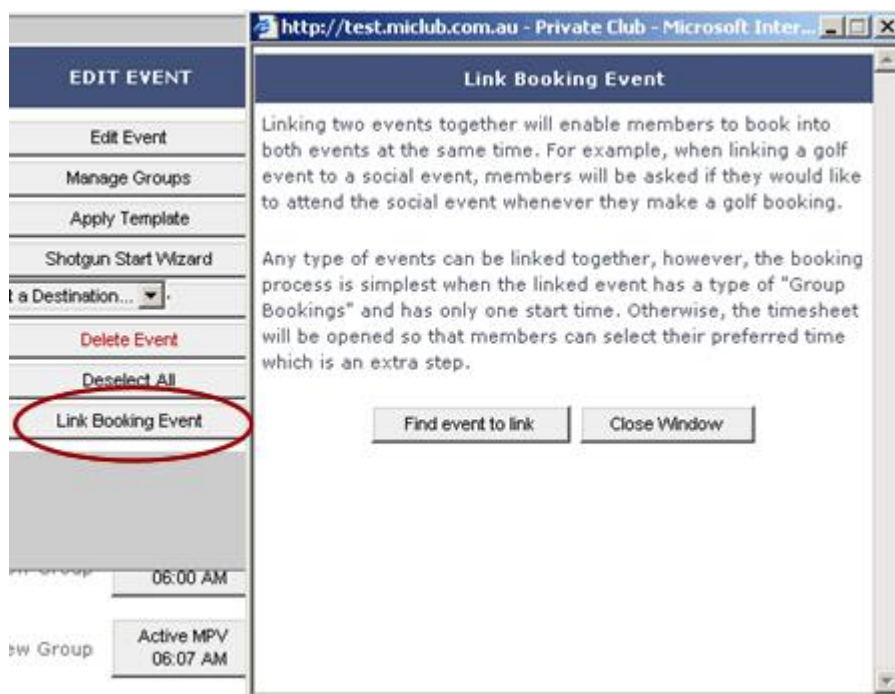 http://test.miclub.com.au - Private Club - Microsoft Inter...
EDIT EVENT
Edit Event
Manage Groups
Apply Template
Shotgun Start Wizard
t a Destination...
Delete Event
Deselect All
Link Booking Event
06:00 AM
ew Group
Active MPV
06:07 AM
Link Booking Event
Linking two events together will enable members to book into
both events at the same time. For example, when linking a golf
event to a social event, members will be asked if they would like
to attend the social event whenever they make a golf booking.
Any type of events can be linked together, however, the booking
process is simplest when the linked event has a type of "Group
Bookings" and has only one start time. Otherwise, the timesheet
will be opened so that members can select their preferred time
which is an extra step.
Find event to link
Close Window